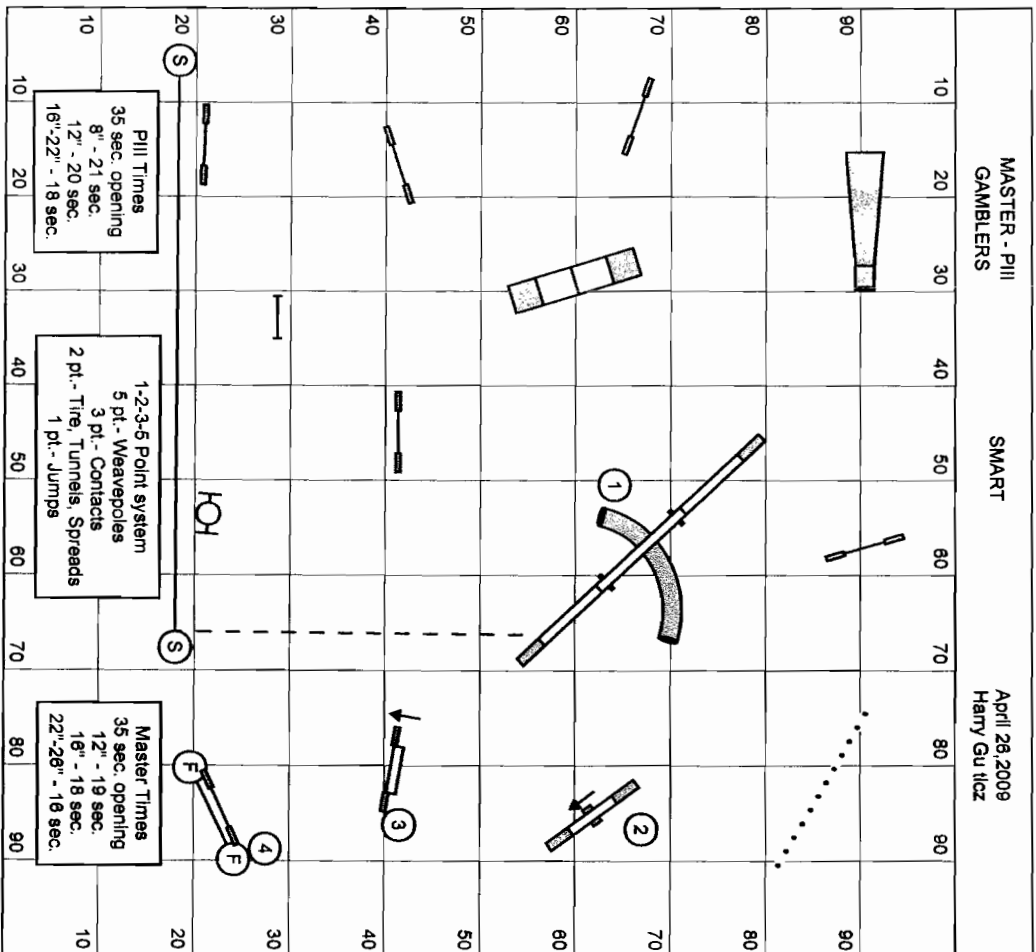 MASTER - PIII
GAMBLERS
SMART
April 26,2009
Harry Gu ticz
10 20 30 40 50 60 70 80 90
90 90
80 80
70 70
1
2
60 60
50 50
40 40
3
30 30
4
F F
20 20
S S
PIII Times
35 sec. opening
8" - 21 sec.
12" - 20 sec.
16"-22" - 18 sec.
1-2-3-5 Point system
5 pt.- Weavepoles
3 pt.- Contacts
2 pt.- Tire, Tunnels, Spreads
1 pt.- Jumps
Master Times
35 sec. opening
12" - 19 sec.
16" - 18 sec.
22"-26" - 16 sec.
10 10
10 20 30 40 50 60 70 80 90